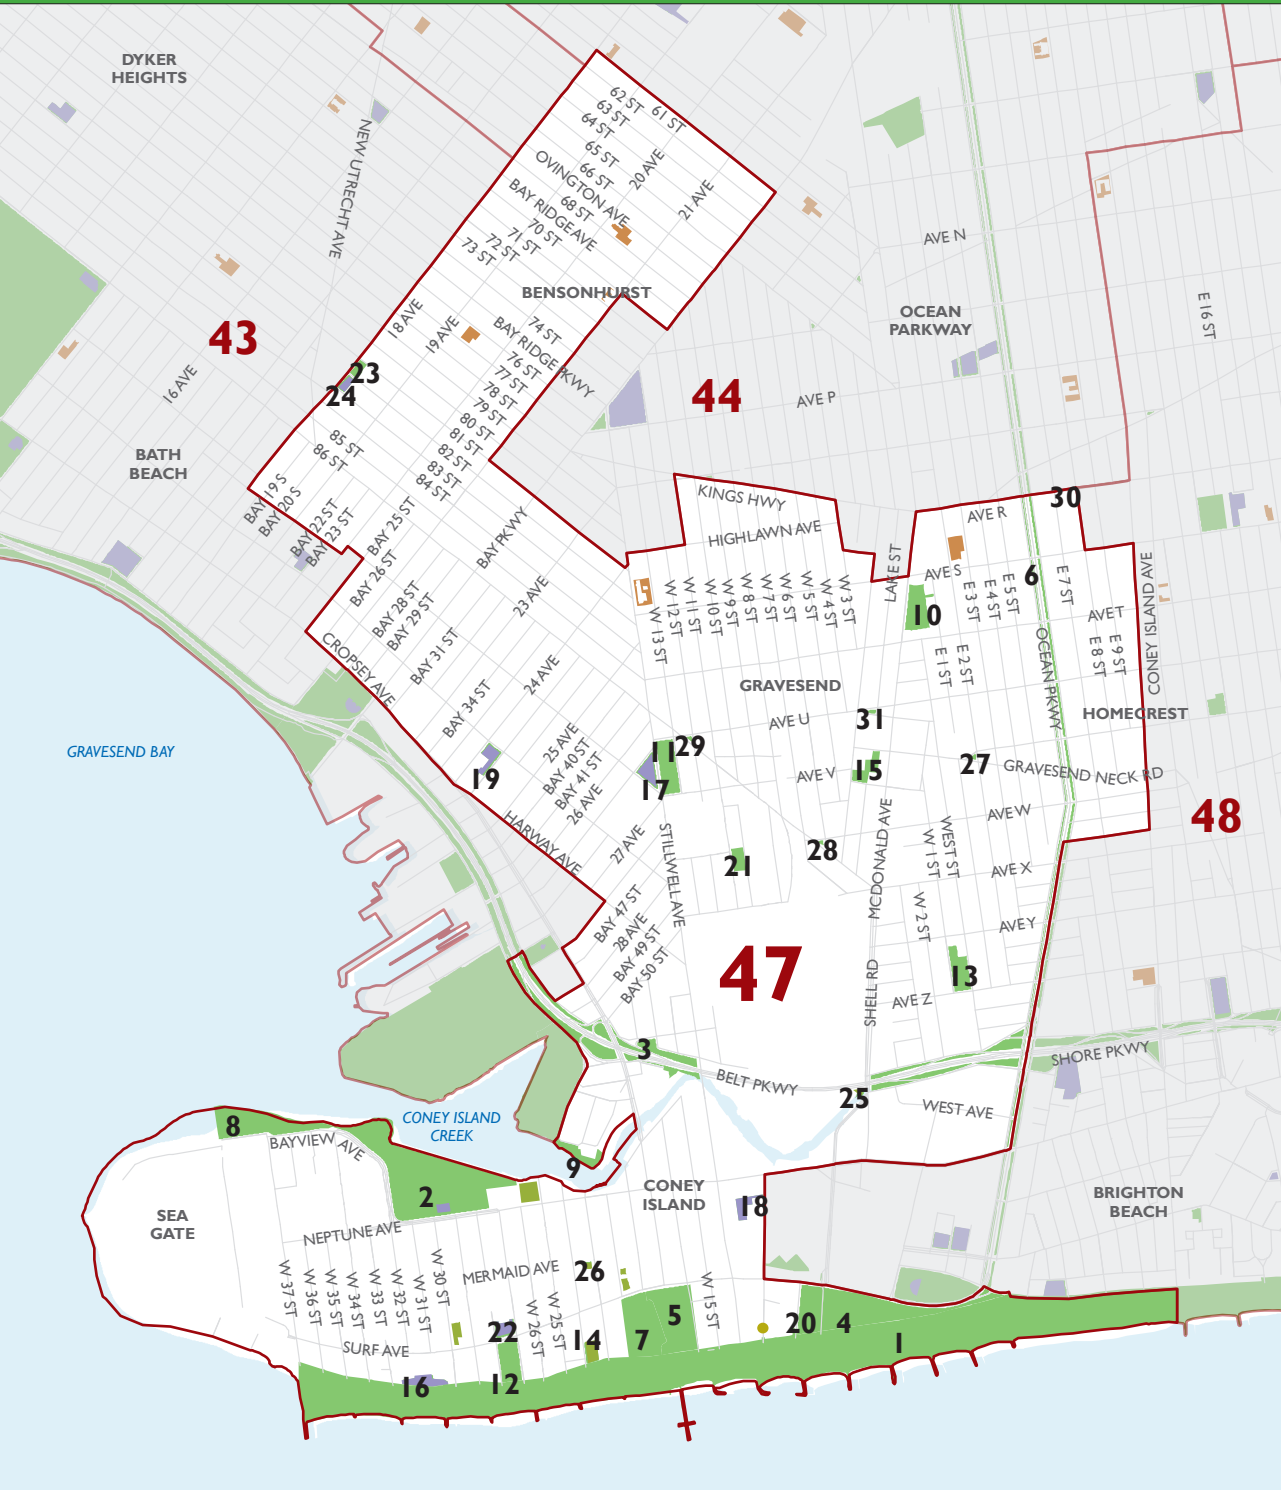 DYKER
HEIGHTS
NEW UTRECHT AVE
62 ST
61 ST
63 ST
64 ST
65 ST
20 AVE
OVINGTON AVE
66 ST
21 AVE
BAY RIDGE AVE
68 ST
70 ST
71 ST
72 ST
73 ST
AVE N
BENSONHURST
OCEAN
PARKWAY
E 16 ST
43
18 AVE
19 AVE
74 ST
BAY RIDGE PKWY
76 ST
77 ST
78 ST
79 ST
80 ST
81 ST
82 ST
83 ST
84 ST
23
24
16 AVE
44
AVE P
85 ST
86 ST
BATH
BEACH
BAY 19 S
BAY 20 S
BAY 22 ST
BAY 23 ST
BAY 25 ST
BAY 26 ST
BAY PKWY
KINGS HWY
HIGHLAWN AVE
30
AVE R
LAKE ST
AVE S
6
E 7 ST
CONEY ISLAND AVE
BAY 28 ST
BAY 29 ST
23 AVE
W 13 ST
W 12 ST
W 11 ST
W 10 ST
W 9 ST
W 8 ST
W 7 ST
W 6 ST
W 5 ST
W 4 ST
W 3 ST
10
E 3 ST
E 4 ST
E 5 ST
AVE T
CROPSEY AVE
BAY 31 ST
24 AVE
E 1 ST
E 2 ST
OCEAN PKWY
E 8 ST
E 9 ST
GRAVESEND
BAY 34 ST
31
AVE U
HOMECREST
GRAVESEND BAY
25 AVE
BAY 40 ST
BAY 41 ST
26 AVE
11
29
17
19
AVE V
15
27
GRAVESEND NECK RD
HARWAY AVE
27 AVE
STILLWELL AVE
MCDONALD AVE
AVE W
48
21
28
W 1 ST
WEST ST
AVE X
BAY 47 ST
28 AVE
BAY 49 ST
BAY 50 ST
W 2 ST
AVE Y
47
13
SHELL RD
AVE Z
3
BELT PKWY
SHORE PKWY
25
WEST AVE
CONEY ISLAND
CREEK
8
BAYVIEW AVE
9
2
CONEY
ISLAND
18
BRIGHTON
BEACH
SEA
GATE
NEPTUNE AVE
MERMAID AVE
26
W 37 ST
W 36 ST
W 35 ST
W 34 ST
W 33 ST
W 32 ST
W 31 ST
W 30 ST
W 26 ST
W 25 ST
W 15 ST
5
7
20
4
1
22
14
SURF AVE
16
12